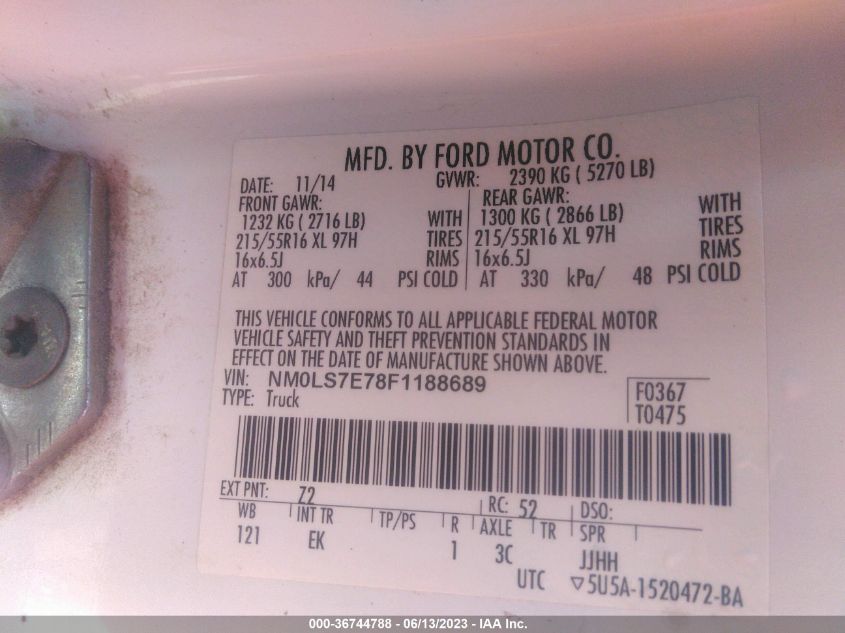 MFD. BY FORD MOTOR CO.
DATE: 11/14 GVWR: 2390 KG ( 5270 LB)
FRONT GAWR: REAR GAWR:
1232 KG ( 2716 LB) WITH 1300 KG ( 2866 LB) WITH
215/55R16 XL 97H TIRES 215/55R16 XL 97H TIRES
16x6.5J RIMS 16x6.5J RIMS
AT 300 kPa/ 44 PSI COLD AT 330 kPa/ 48 PSI COLD
THIS VEHICLE CONFORMS TO ALL APPLICABLE FEDERAL MOTOR
VEHICLE SAFETY AND THEFT PREVENTION STANDARDS IN
EFFECT ON THE DATE OF MANUFACTURE SHOWN ABOVE.
VIN: NM0LS7E78F1188689 F0367
TYPE: Truck T0475
EXT PNT: Z2 RC: 52 DSO:
WB INT TR TP/PS R AXLE TR SPR
121 EK 1 3C JJHH
UTC ▽5U5A-1520472-BA
000-36744788 - 06/13/2023 - IAA Inc.